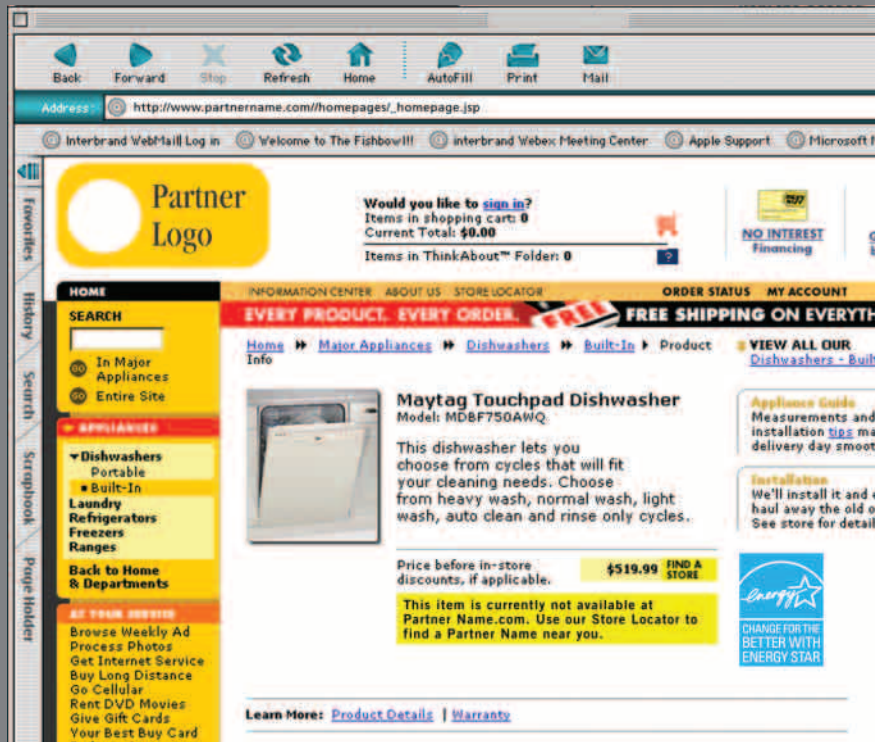 Back Forward Stop Refresh Home AutoFill Print Mail
Address: http://www.partnername.com//homepages/_homepage.jsp
Interbrand WebMail| Log in Welcome to The Fishbowl!! interbrand Webex Meeting Center Apple Support Microsoft
Favorites
History
Search
Scrapbook
Page Holder
Partner
Logo
Would you like to sign in?
Items in shopping cart: 0
Current Total: $0.00
Items in ThinkAbout™ Folder: 0
NO INTEREST
Financing
HOME
INFORMATION CENTER ABOUT US STORE LOCATOR ORDER STATUS MY ACCOUNT
EVERY PRODUCT. EVERY ORDER. FREE FREE SHIPPING ON EVERYTH
SEARCH
GO In Major
Appliances
GO Entire Site
APPLIANCES
Dishwashers
Portable
Built-In
Laundry
Refrigerators
Freezers
Ranges
Back to Home
& Departments
AT YOUR SERVICE
Browse Weekly Ad
Process Photos
Get Internet Service
Buy Long Distance
Go Cellular
Rent DVD Movies
Give Gift Cards
Your Best Buy Card
Home Major Appliances Dishwashers Built-In Product
Info
VIEW ALL OUR
Dishwashers - Buil
Maytag Touchpad Dishwasher
Model: MDBF750AWQ
This dishwasher lets you
choose from cycles that will fit
your cleaning needs. Choose
from heavy wash, normal wash, light
wash, auto clean and rinse only cycles.
Appliance Guide
Measurements and
installation tips ma
delivery day smoot
Installation
We'll install it and
haul away the old o
See store for detail
Price before in-store
discounts, if applicable.
$519.99 FIND A
STORE
This item is currently not available at
Partner Name.com. Use our Store Locator to
find a Partner Name near you.
energy
CHANGE FOR THE
BETTER WITH
ENERGY STAR
Learn More: Product Details | Warranty